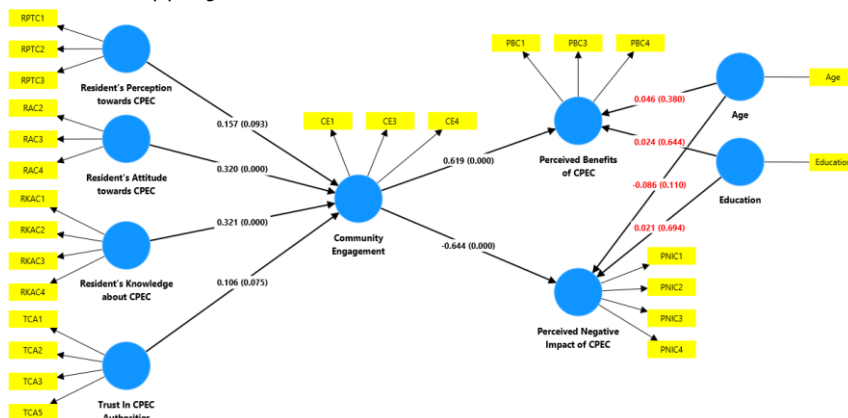 RPTC1
RPTC2
RPTC3
Resident's Perception
towards CPEC
RAC2
RAC3
RAC4
Resident's Attitude
towards CPEC
RKAC1
RKAC2
RKAC3
RKAC4
Resident's Knowledge
about CPEC
TCA1
TCA2
TCA3
TCA5
Trust In CPEC
Authorities
0.157 (0.093)
0.320 (0.000)
0.321 (0.000)
0.106 (0.075)
CE1
CE3
CE4
Community
Engagement
0.619 (0.000)
-0.644 (0.000)
PBC1
PBC3
PBC4
Perceived Benefits
of CPEC
0.046 (0.380)
0.024 (0.644)
-0.086 (0.110)
0.021 (0.694)
Age
Age
Education
Education
PNIC1
PNIC2
PNIC3
PNIC4
Perceived Negative
Impact of CPEC